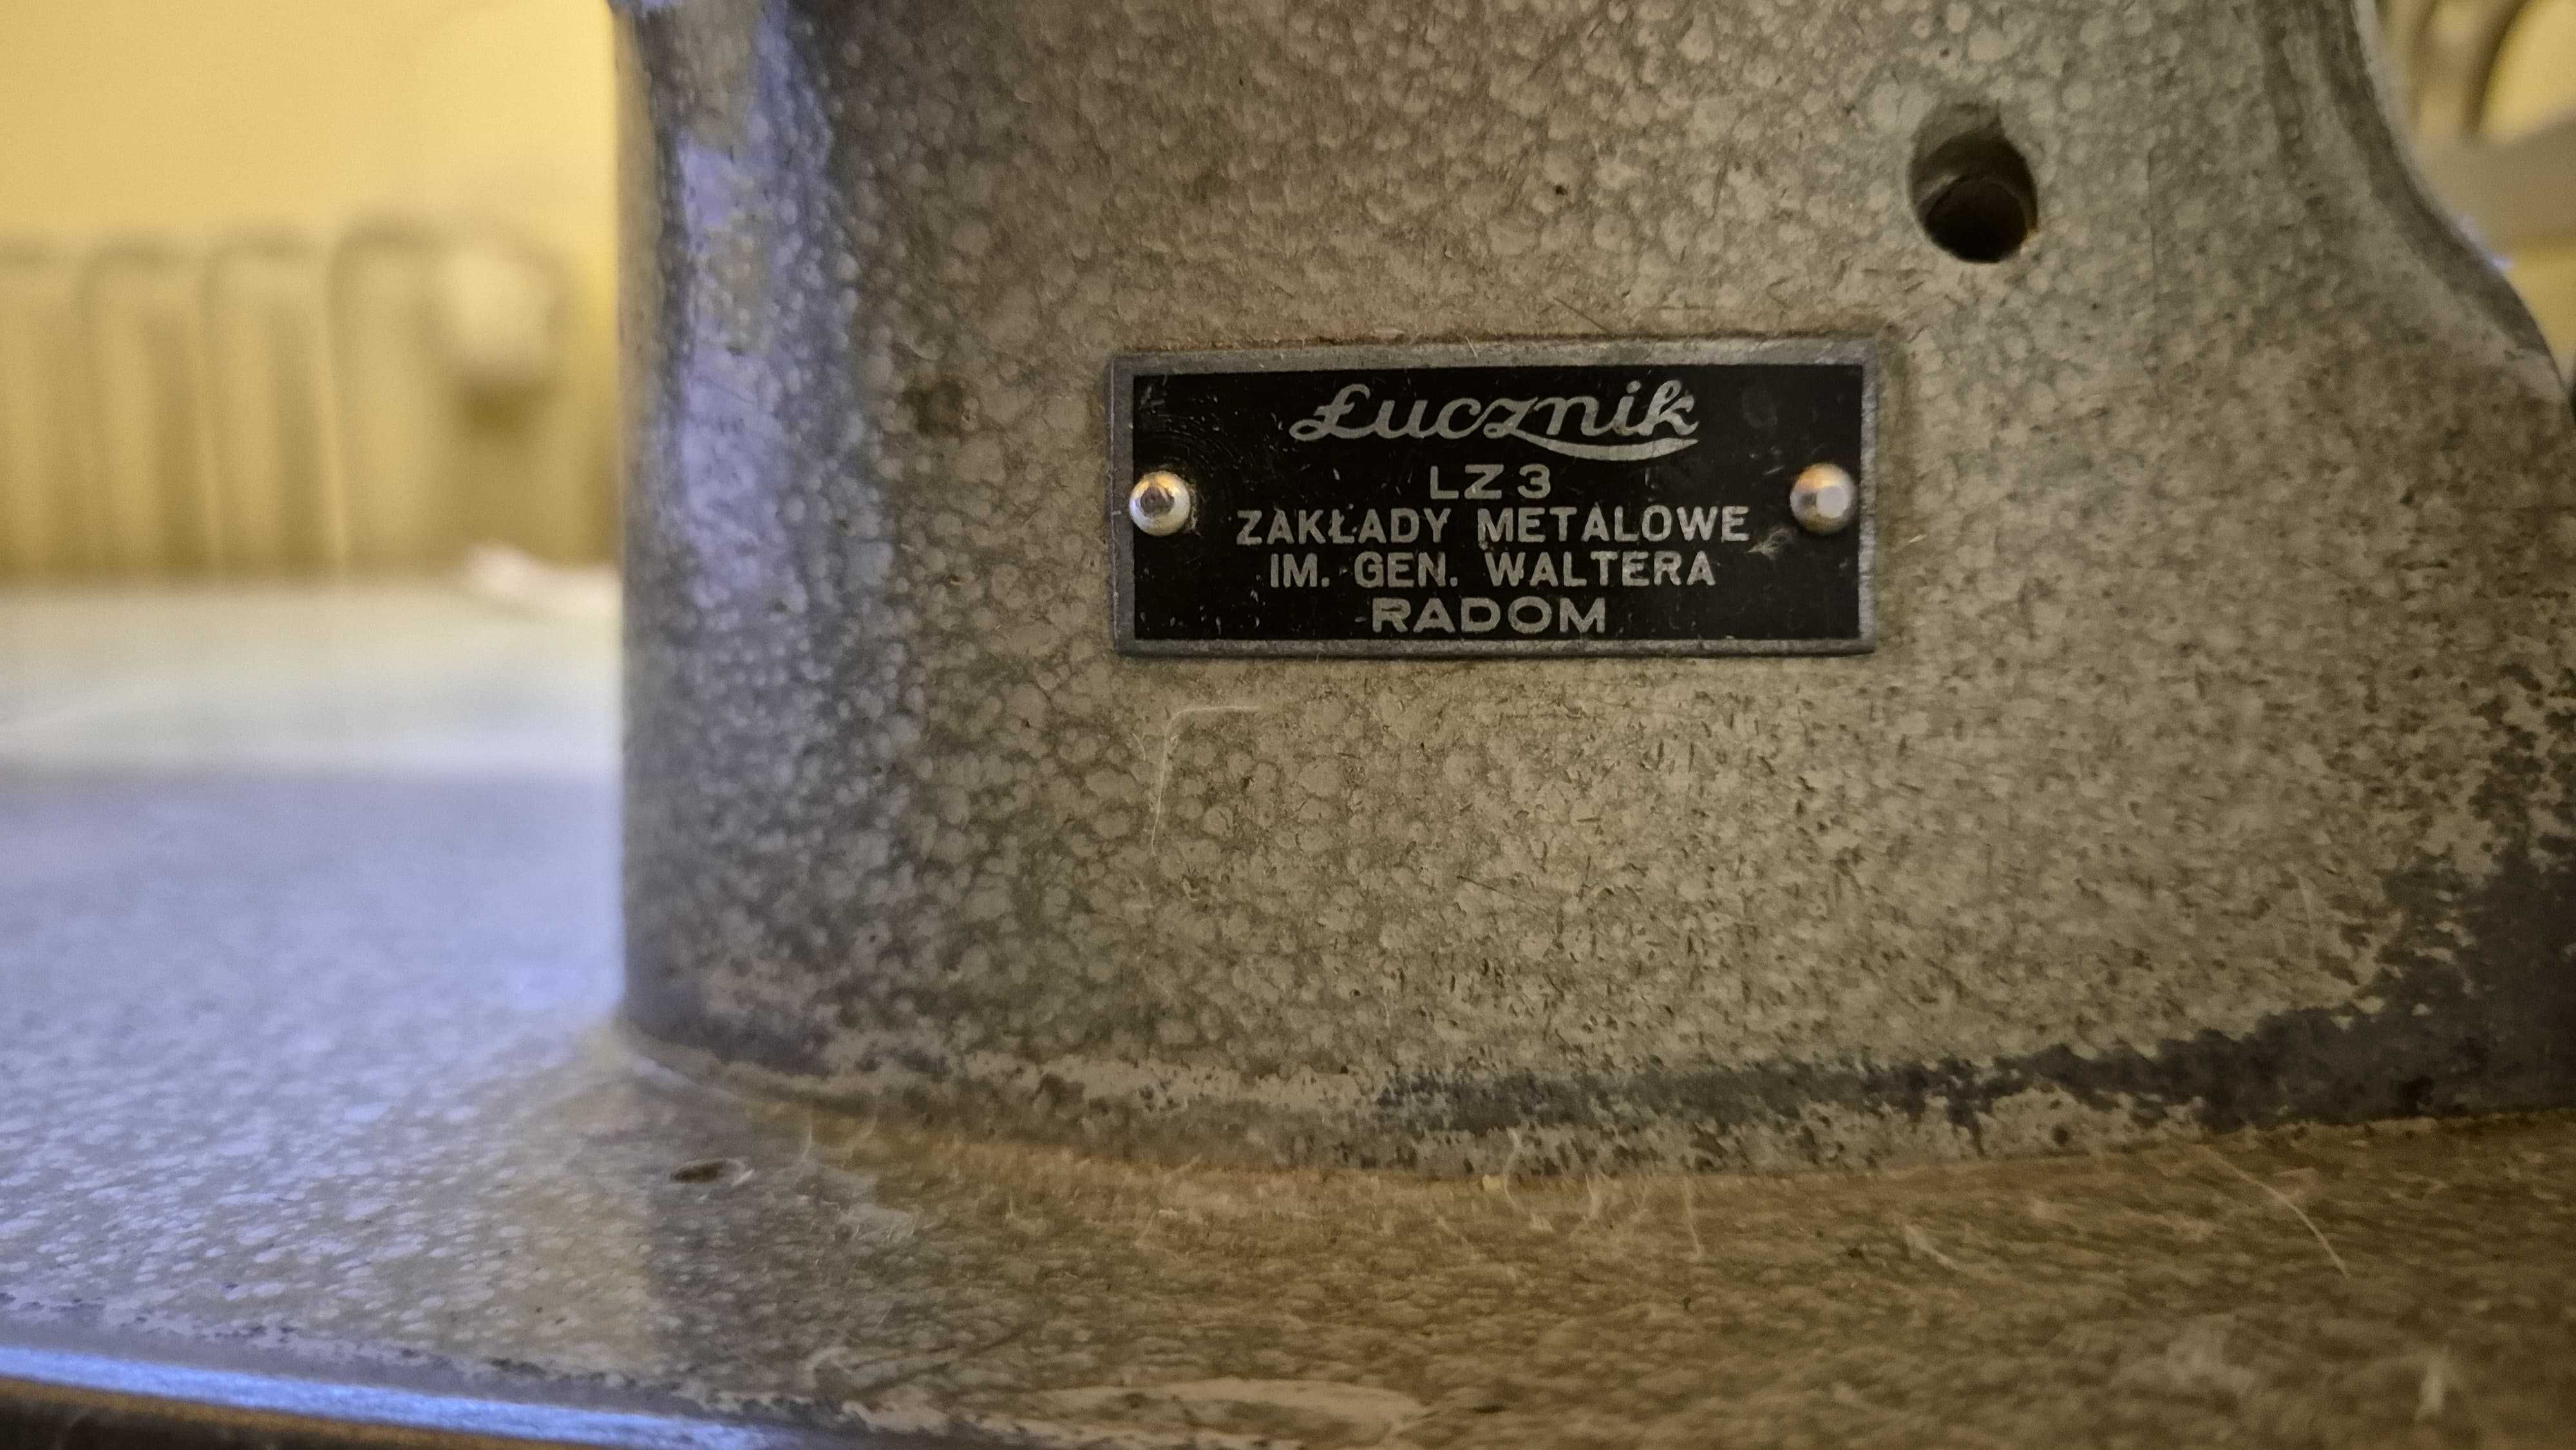 Łucznik
LZ3
ZAKŁADY METALOWE
IM. GEN. WALTERA
RADOM